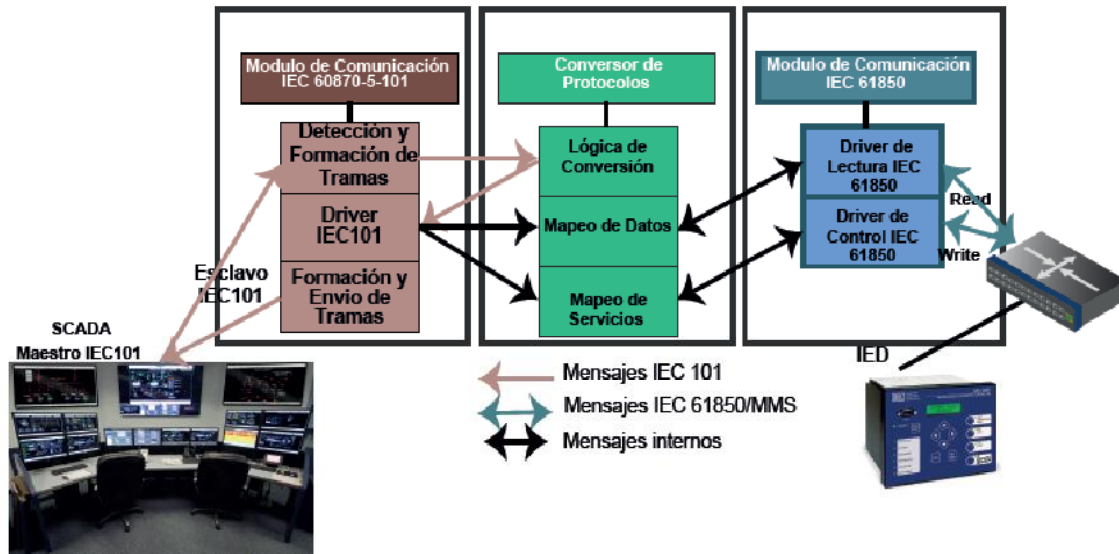 Modulo de Comunicación
IEC 60870-5-101
Detección y
Formación de
Tramas
Driver
IEC101
Formación y
Envio de
Tramas
Esclavo
IEC101
SCADA
Maestro IEC101
Conversor de
Protocolos
Lógica de
Conversión
Mapeo de Datos
Mapeo de
Servicios
Modulo de Comunicación
IEC 61850
Driver de
Lectura IEC
61850
Driver de
Control IEC
61850
Read
Write
IED
Mensajes IEC 101
Mensajes IEC 61850/MMS
Mensajes internos